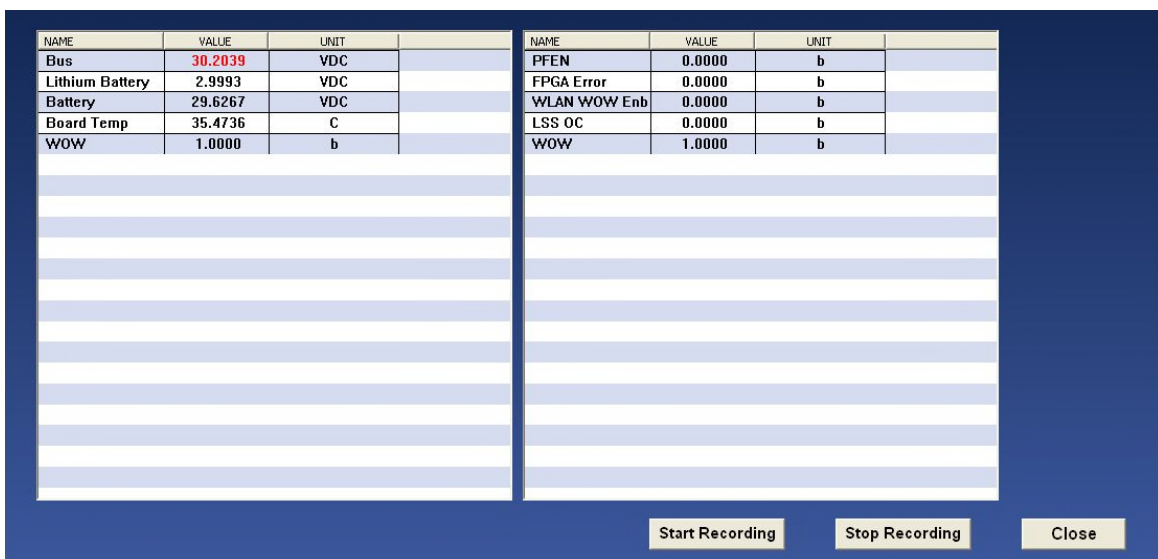 NAME VALUE UNIT
Bus 30.2039 VDC
Lithium Battery 2.9993 VDC
Battery 29.6267 VDC
Board Temp 35.4736 C
WOW 1.0000 b
NAME VALUE UNIT
PFEN 0.0000 b
FPGA Error 0.0000 b
WLAN WOW Enb 0.0000 b
LSS OC 0.0000 b
WOW 1.0000 b
Start Recording Stop Recording Close